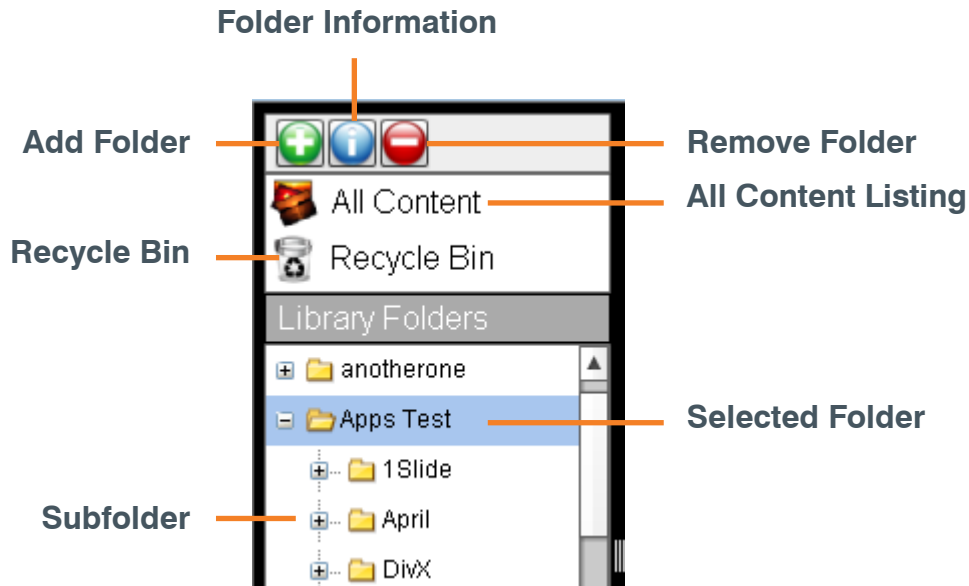 Folder Information
Add Folder
Remove Folder
All Content
All Content Listing
Recycle Bin
Recycle Bin
Library Folders
anotherone
Apps Test
Selected Folder
1Slide
Subfolder
April
DivX